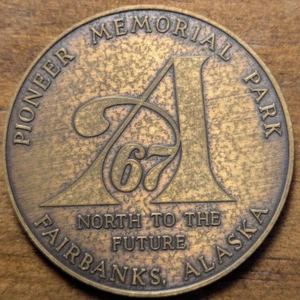 PIONEER MEMORIAL PARK
A
67
NORTH TO THE
FUTURE
FAIRBANKS, ALASKA